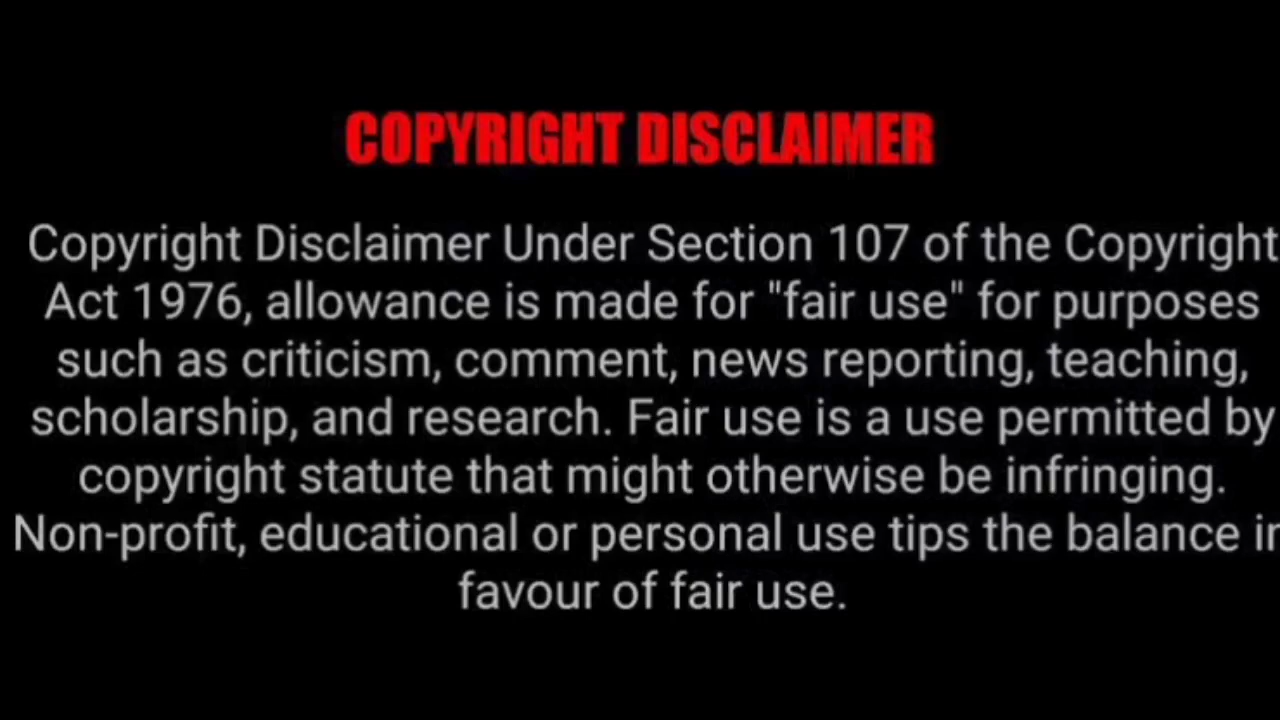 COPYRIGHT DISCLAIMER
Copyright Disclaimer Under Section 107 of the Copyright
Act 1976, allowance is made for "fair use" for purposes
such as criticism, comment, news reporting, teaching,
scholarship, and research. Fair use is a use permitted by
copyright statute that might otherwise be infringing.
Non-profit, educational or personal use tips the balance in
favour of fair use.